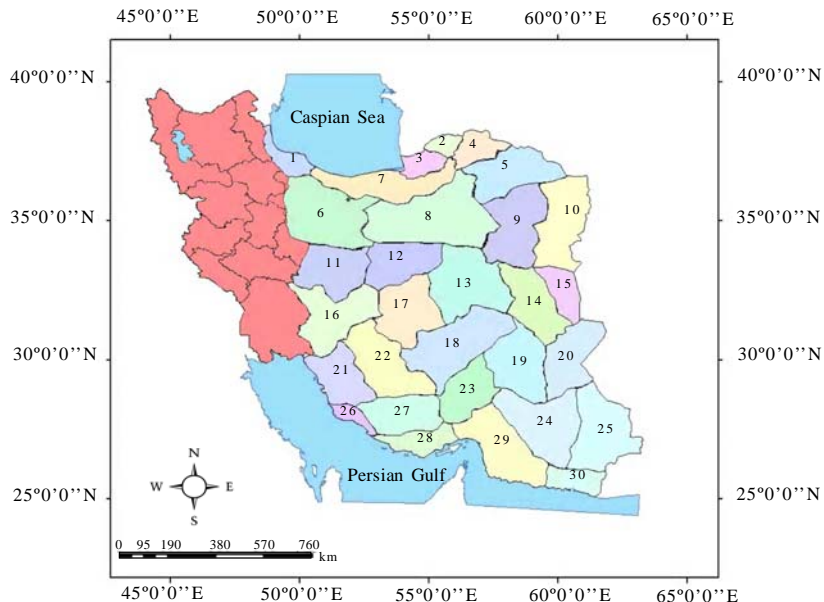 45º0'0’’E 50º0'0’’E 55º0'0’’E 60º0'0’’E 65º0'0’’E
40º0'0’’N 40º0'0’’N
Caspian Sea
1 2 3 4 5
7
6 8 9 10
35º0'0’’N 35º0'0’’N
11 12 13 14 15
16 17 18 19 20
30º0'0’’N 30º0'0’’N
21 22 23 24 25
26 27 28 29 30
Persian Gulf
N
W E
S
25º0'0’’N 25º0'0’’N
0 95 190 380 570 760
km
45º0'0’’E 50º0'0’’E 55º0'0’’E 60º0'0’’E 65º0'0’’E